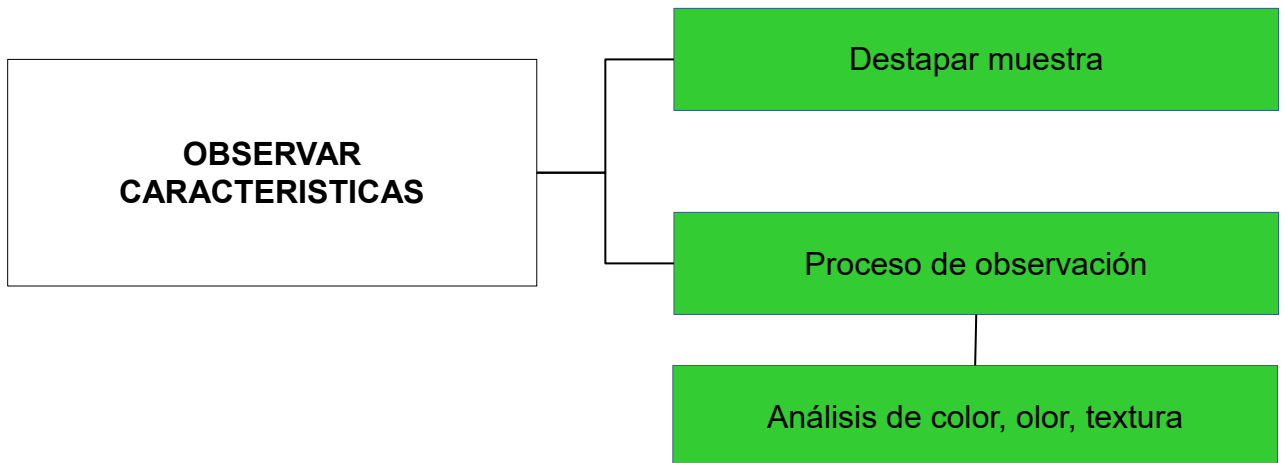 Destapar muestra
OBSERVAR
CARACTERISTICAS
Proceso de observación
Análisis de color, olor, textura